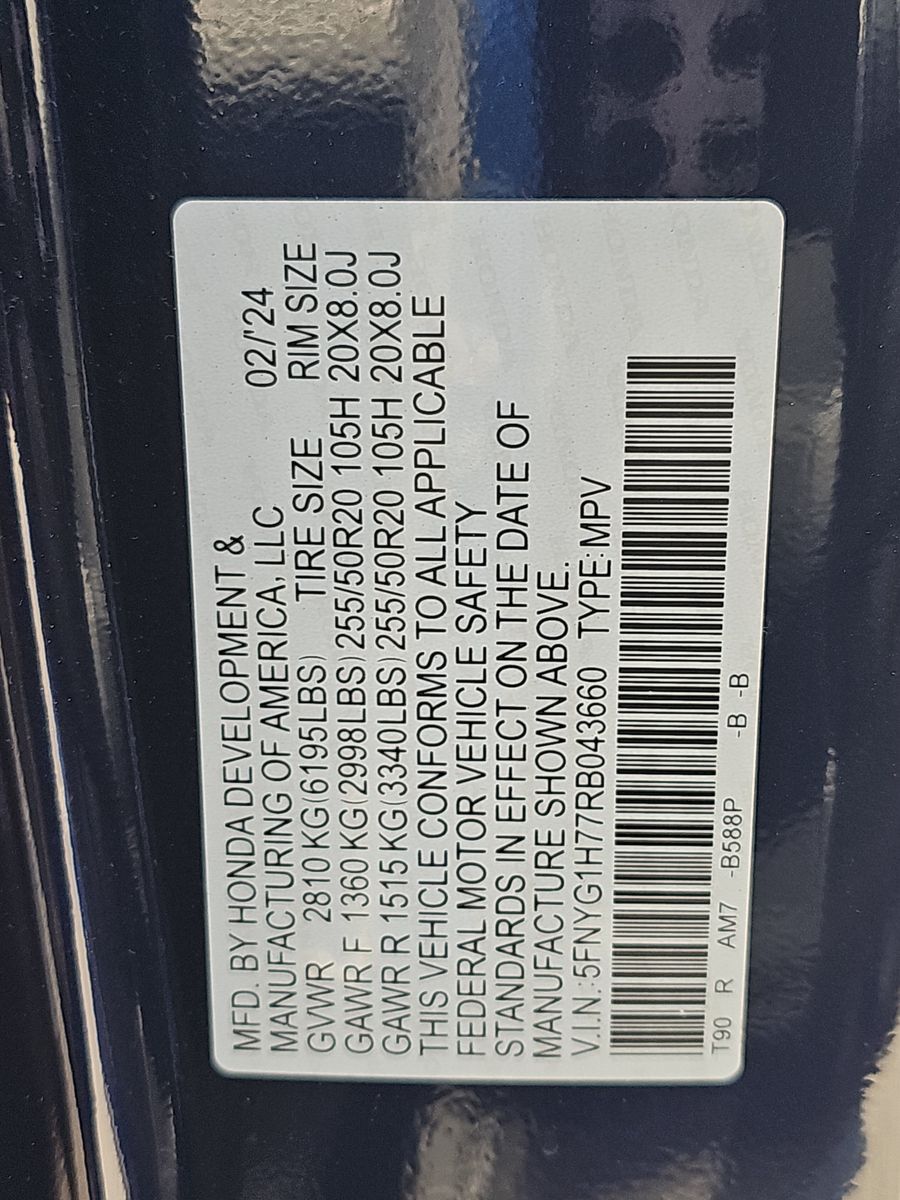 MFD. BY HONDA DEVELOPMENT &
MANUFACTURING OF AMERICA, LLC 02/'24
GVWR 2810 KG(6195LBS) TIRE SIZE RIM SIZE
GAWR F 1360 KG(2998LBS) 255/50R20 105H 20X8.0J
GAWR R 1515 KG(3340LBS) 255/50R20 105H 20X8.0J
THIS VEHICLE CONFORMS TO ALL APPLICABLE
FEDERAL MOTOR VEHICLE SAFETY
STANDARDS IN EFFECT ON THE DATE OF
MANUFACTURE SHOWN ABOVE.
V.I.N.:5FNYG1H77RB043660 TYPE:MPV
T90 R AM7 -B588P -B -B